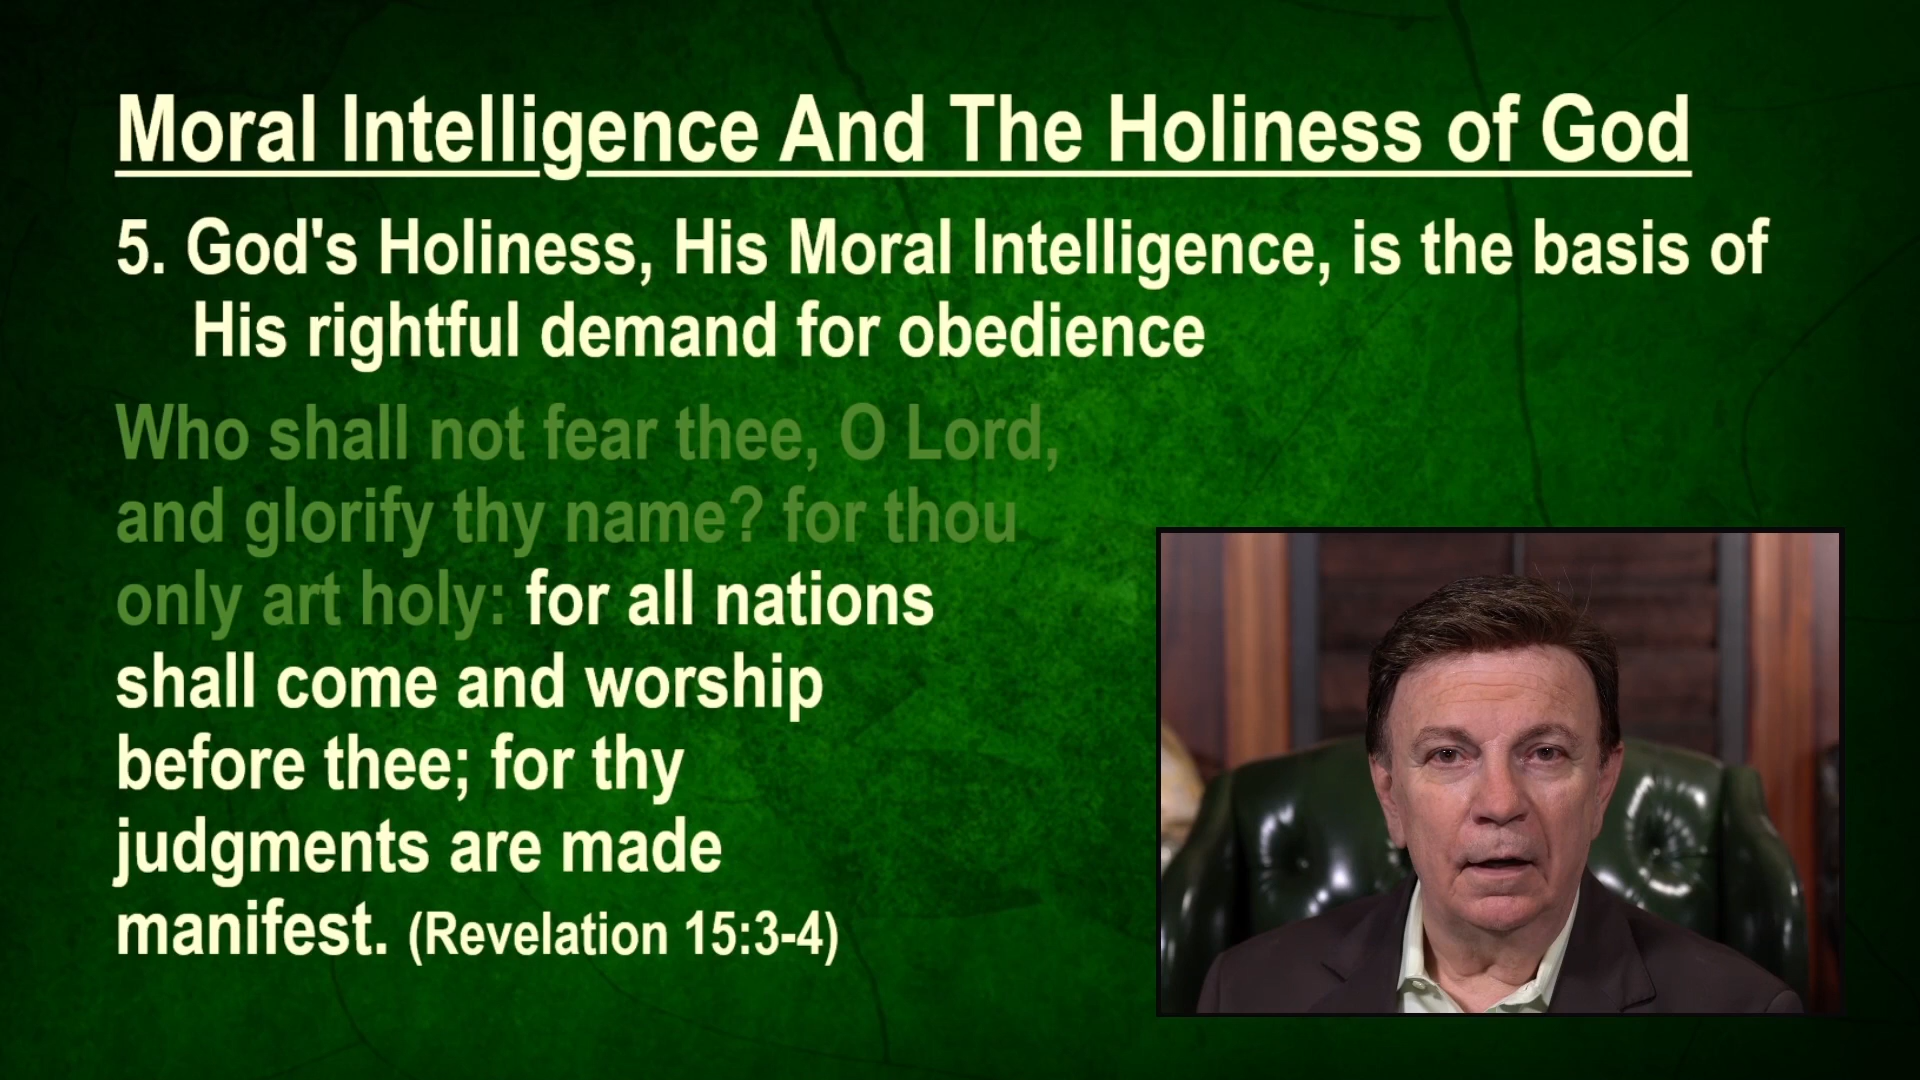 Moral Intelligence And The Holiness of God
5. God's Holiness, His Moral Intelligence, is the basis of
His rightful demand for obedience
Who shall not fear thee, O Lord,
and glorify thy name? for thou
only art holy: for all nations
shall come and worship
before thee; for thy
judgments are made
manifest. (Revelation 15:3-4)